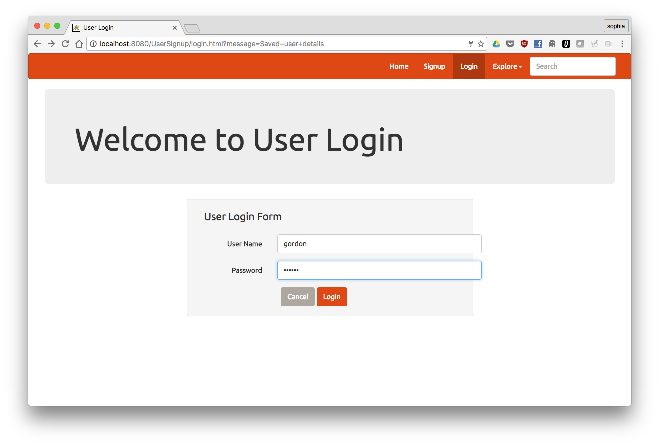 User Login
sophia
localhost:8080/UserSignup/login.html?message=Saved+user+details
Home
Signup
Login
Explore
Search
Welcome to User Login
User Login Form
User Name
gordon
Password
••••••
Cancel
Login